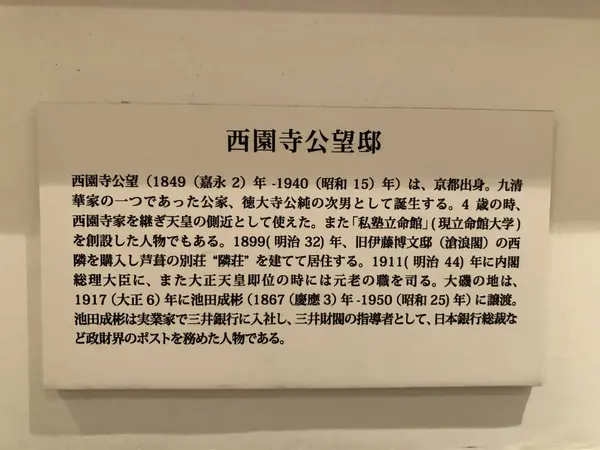 西園寺公望邸
西園寺公望（1849（嘉永 2）年 -1940（昭和 15）年）は、京都出身。九清
華家の一つであった公家、徳大寺公純の次男として誕生する。4 歳の時、
西園寺家を継ぎ天皇の側近として使えた。また「私塾立命館」( 現立命館大学 )
を創設した人物でもある。1899( 明治 32) 年、旧伊藤博文邸（滄浪閣）の西
隣を購入し芦葺の別荘 “隣荘” を建てて居住する。1911( 明治 44) 年に内閣
総理大臣に、また大正天皇即位の時には元老の職を司る。大磯の地は、
1917（大正 6）年に池田成彬（1867（慶應 3）年 -1950（昭和 25）年）に譲渡。
池田成彬は実業家で三井銀行に入社し、三井財閥の指導者として、日本銀行総裁な
ど政財界のポストを務めた人物である。